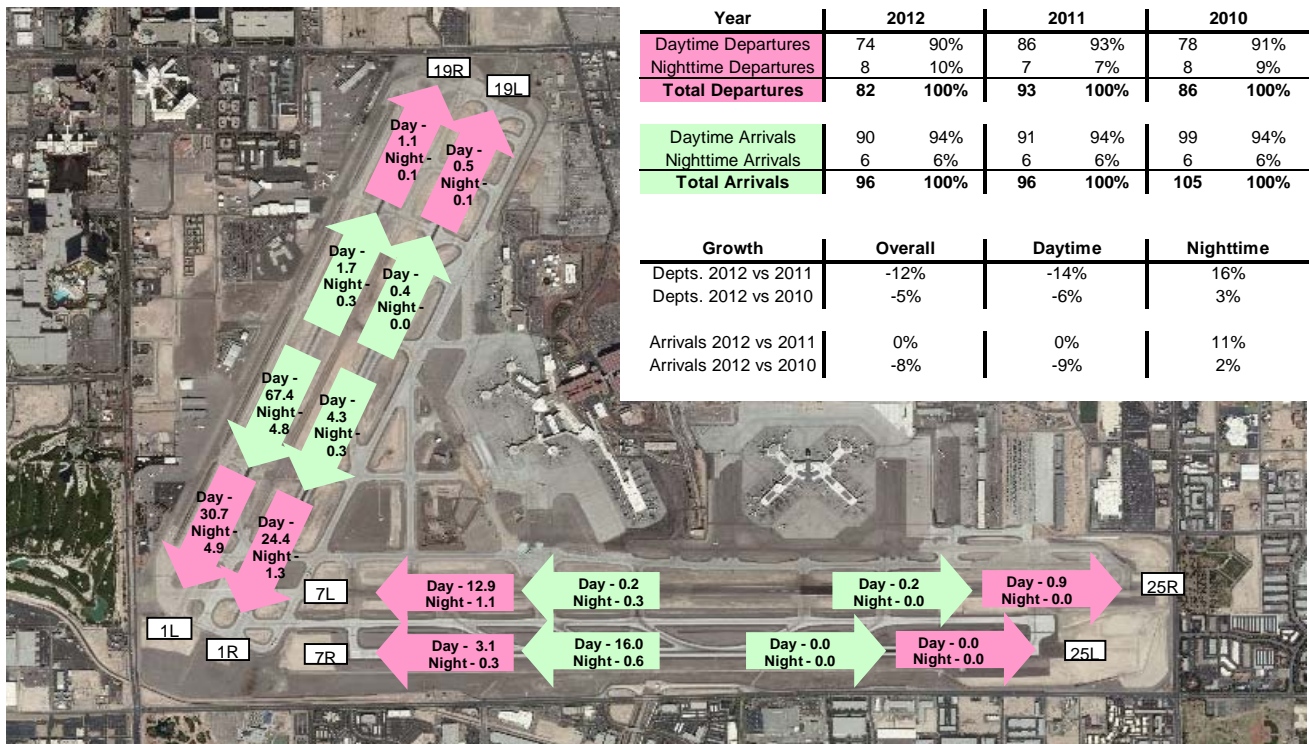 Year 2012 2011 2010
Daytime Departures 74 90% 86 93% 78 91%
Nighttime Departures 8 10% 7 7% 8 9%
Total Departures 82 100% 93 100% 86 100%
Daytime Arrivals 90 94% 91 94% 99 94%
Nighttime Arrivals 6 6% 6 6% 6 6%
Total Arrivals 96 100% 96 100% 105 100%
Growth Overall Daytime Nighttime
Depts. 2012 vs 2011 -12% -14% 16%
Depts. 2012 vs 2010 -5% -6% 3%
Arrivals 2012 vs 2011 0% 0% 11%
Arrivals 2012 vs 2010 -8% -9% 2%
19R
19L
Day -
1.1
Night -
0.1
Day -
0.5
Night -
0.1
Day -
1.7
Night -
0.3
Day -
0.4
Night -
0.0
Day -
67.4
Night -
4.8
Day -
4.3
Night -
0.3
Day -
30.7
Night -
4.9
Day -
24.4
Night -
1.3
1L
1R
7L
Day - 12.9
Night - 1.1
Day - 0.2
Night - 0.3
Day - 0.2
Night - 0.0
Day - 0.9
Night - 0.0
25R
7R
Day - 3.1
Night - 0.3
Day - 16.0
Night - 0.6
Day - 0.0
Night - 0.0
Day - 0.0
Night - 0.0
25L